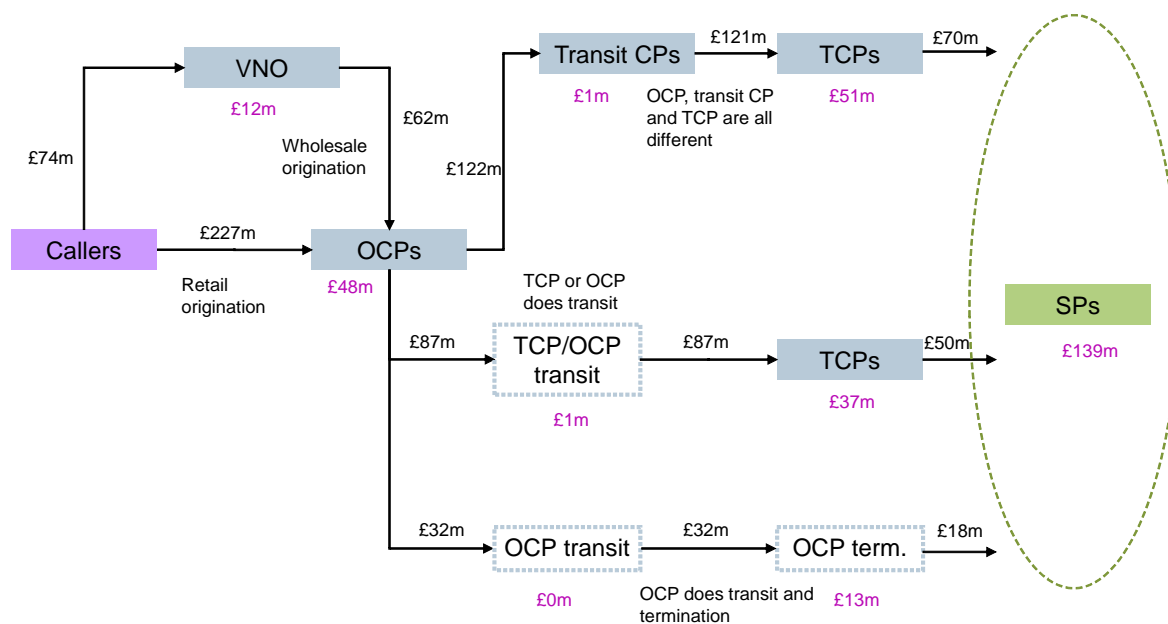 £121m
£70m
VNO
Transit CPs
TCPs
£12m
£1m
£51m
OCP, transit CP
and TCP are all
different
£62m
Wholesale
origination
£74m
£122m
£227m
Callers
OCPs
Retail
origination
£48m
TCP or OCP
does transit
SPs
£139m
£87m
TCP/OCP
transit
£87m
TCPs
£50m
£1m
£37m
£32m
OCP transit
£32m
OCP term.
£18m
£0m
OCP does transit and
termination
£13m